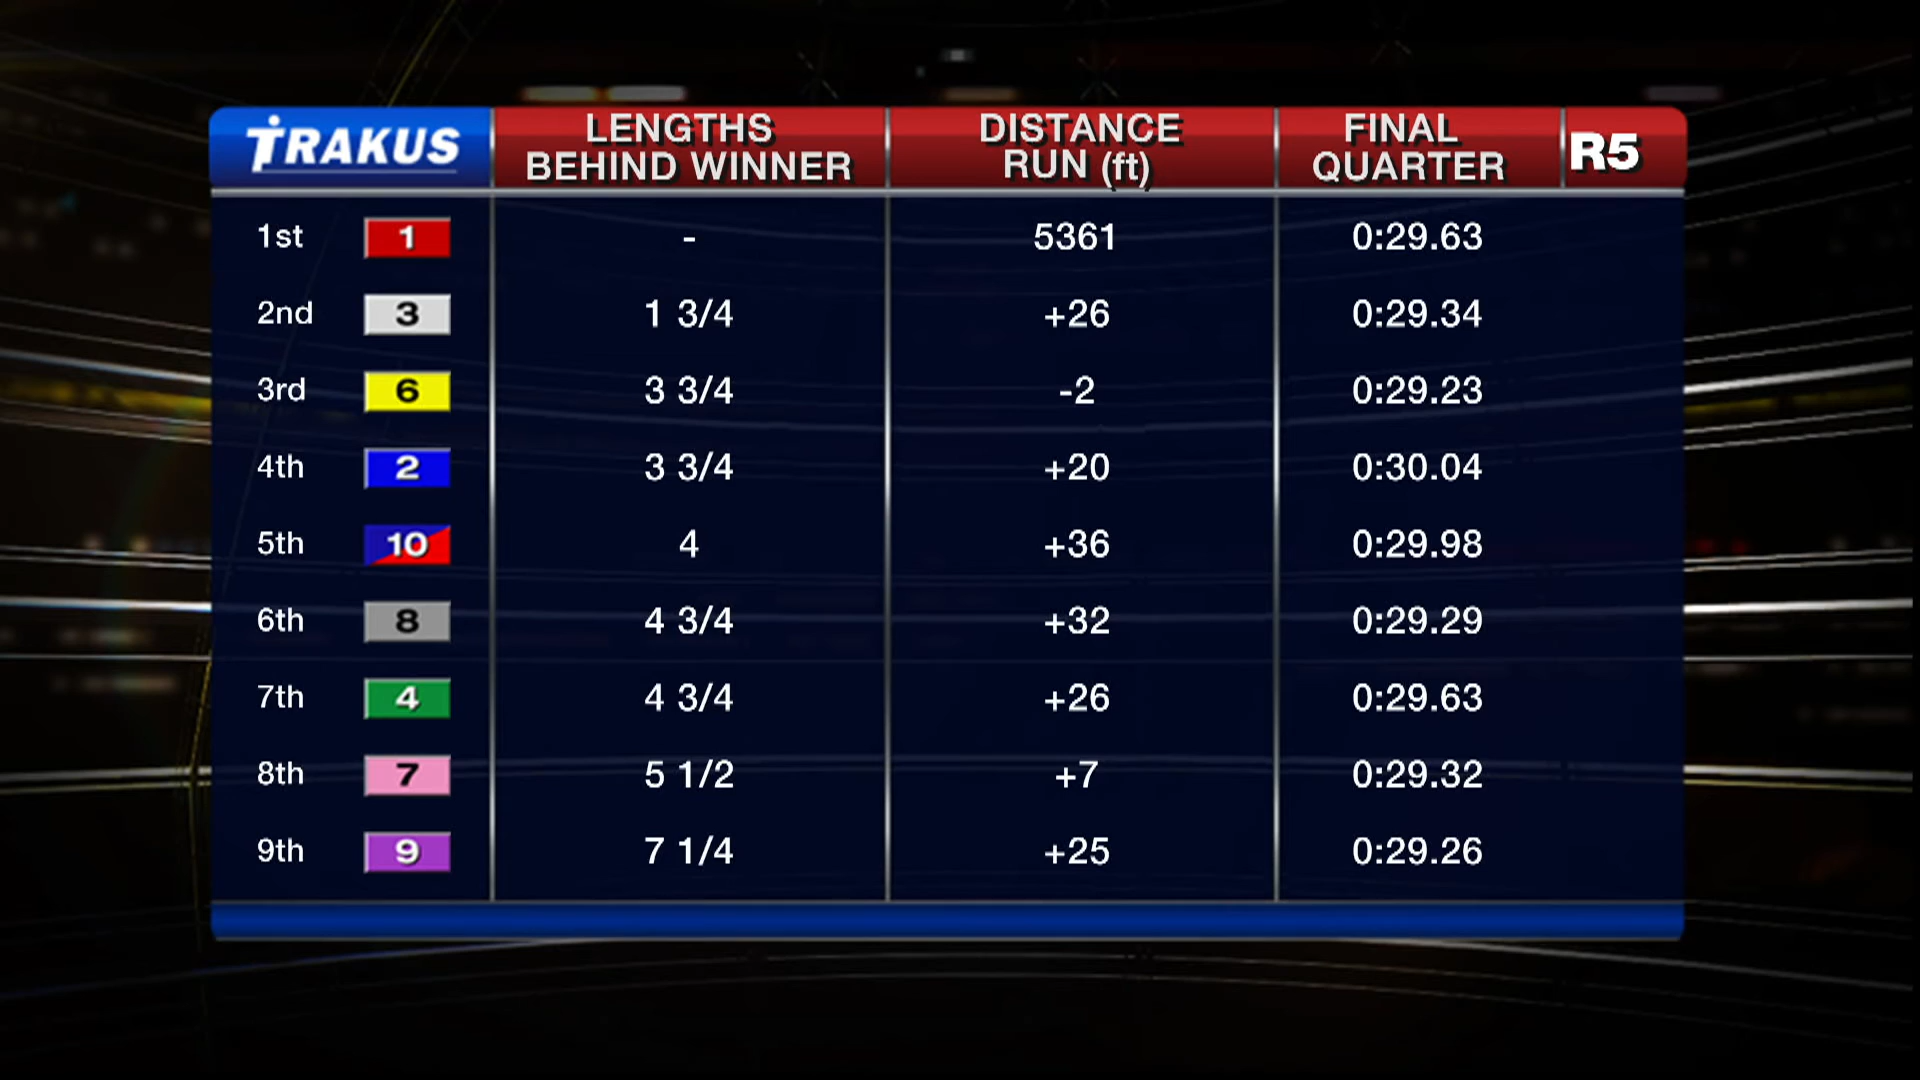 TRAKUS
LENGTHS
BEHIND WINNER
DISTANCE
RUN (ft)
FINAL
QUARTER
R5
1st 1 - 5361 0:29.63
2nd 3 1 3/4 +26 0:29.34
3rd 6 3 3/4 -2 0:29.23
4th 2 3 3/4 +20 0:30.04
5th 10 4 +36 0:29.98
6th 8 4 3/4 +32 0:29.29
7th 4 4 3/4 +26 0:29.63
8th 7 5 1/2 +7 0:29.32
9th 9 7 1/4 +25 0:29.26